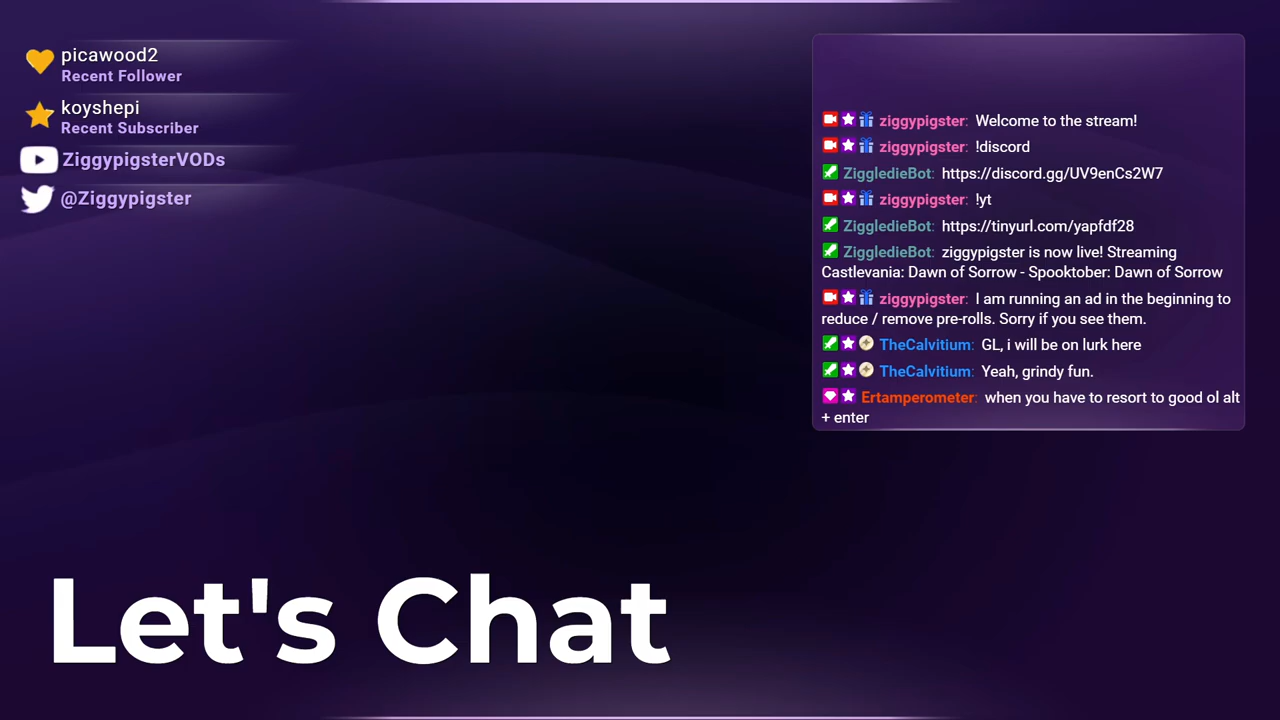 picawood2
Recent Follower
koyshepi
Recent Subscriber
ZiggypigsterVODs
@Ziggypigster
ziggypigster: Welcome to the stream!
ziggypigster: !discord
ZiggledieBot: https://discord.gg/UV9enCs2W7
ziggypigster: !yt
ZiggledieBot: https://tinyurl.com/yapfdf28
ZiggledieBot: ziggypigster is now live! Streaming
Castlevania: Dawn of Sorrow - Spooktober: Dawn of Sorrow
ziggypigster: I am running an ad in the beginning to
reduce / remove pre-rolls. Sorry if you see them.
TheCalvitium: GL, i will be on lurk here
TheCalvitium: Yeah, grindy fun.
Ertamperometer: when you have to resort to good ol alt
+ enter
Let's Chat